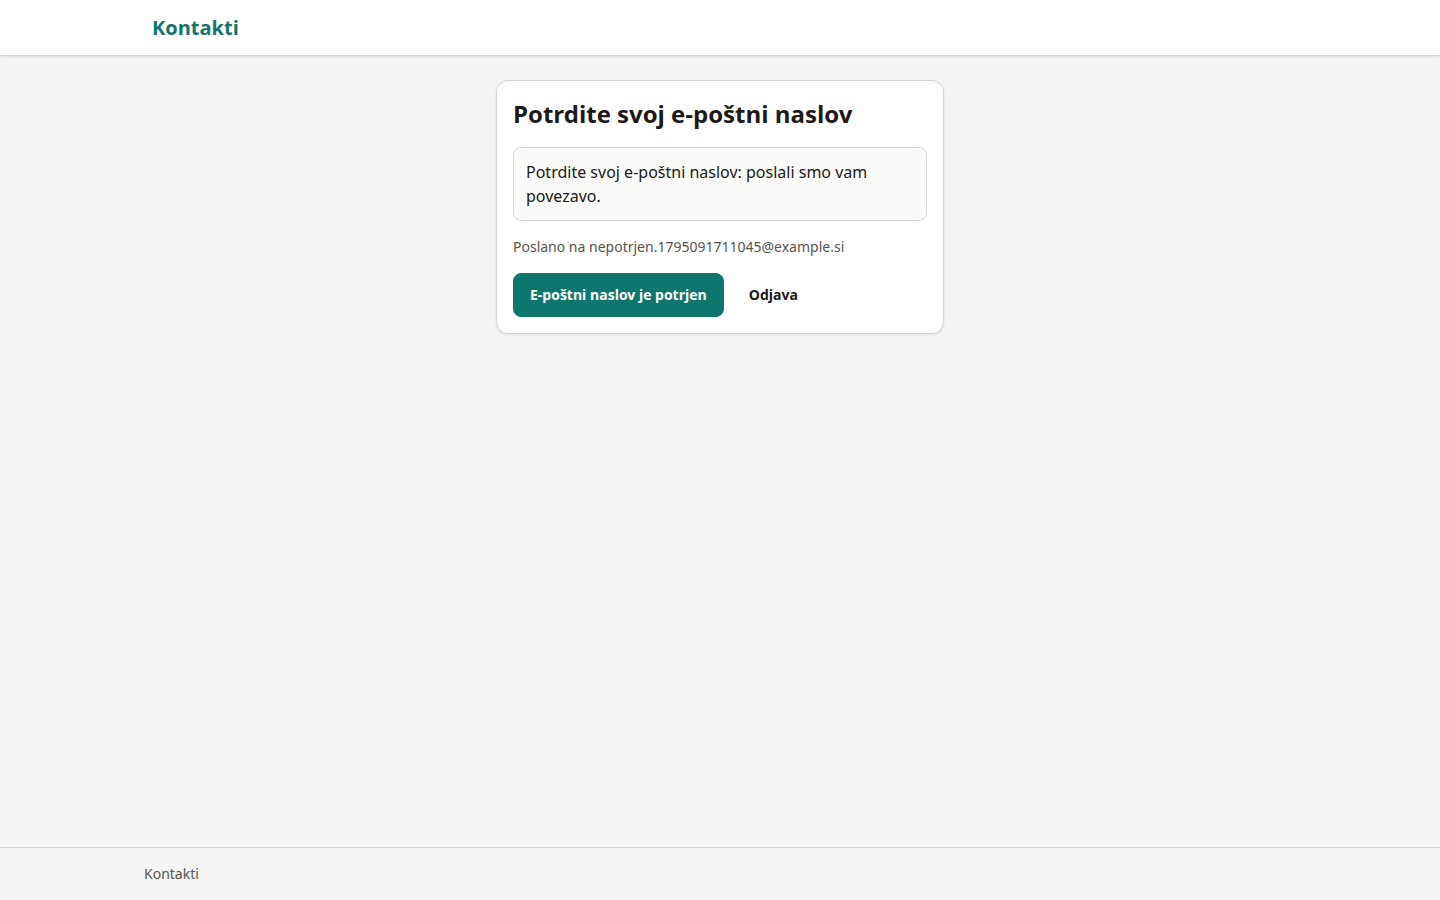 Kontakti
Potrdite svoj e-poštni naslov
Potrdite svoj e-poštni naslov: poslali smo vam
povezavo.
Poslano na nepotrjen.1795091711045@example.si
E-poštni naslov je potrjen
Odjava
Kontakti